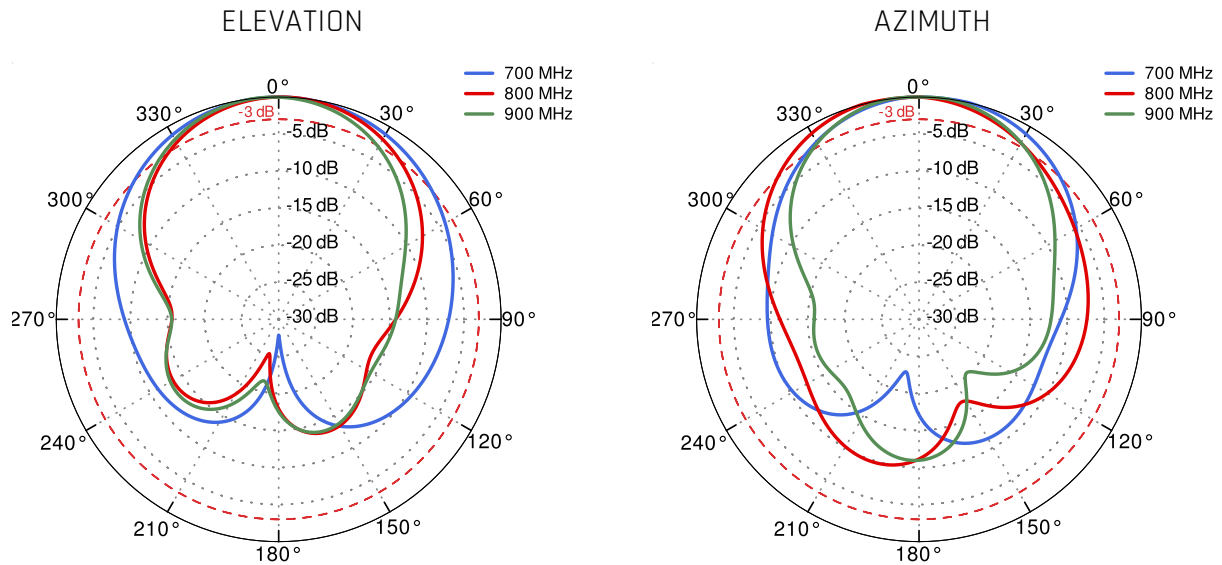 ELEVATION
700 MHz
800 MHz
900 MHz
0°
30°
60°
90°
120°
150°
180°
210°
240°
270°
300°
330°
-3 dB
-5 dB
-10 dB
-15 dB
-20 dB
-25 dB
-30 dB
AZIMUTH
700 MHz
800 MHz
900 MHz
0°
30°
60°
90°
120°
150°
180°
210°
240°
270°
300°
330°
-3 dB
-5 dB
-10 dB
-15 dB
-20 dB
-25 dB
-30 dB